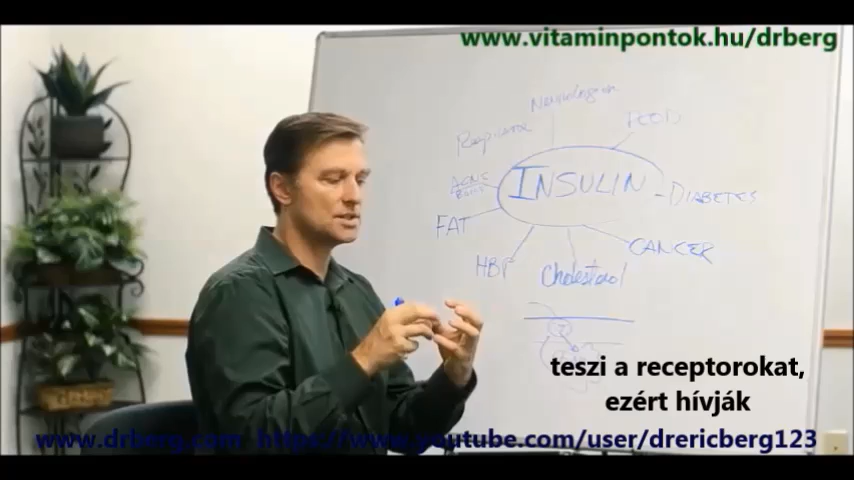 www.vitaminpontok.hu/drberg
FOOD
ACNE
INSULIN
DIABETES
FAT
CANCER
HBP
Cholesterol
teszi a receptorokat,
ezért hívják
www.drberg.com https://www.youtube.com/user/drericberg123